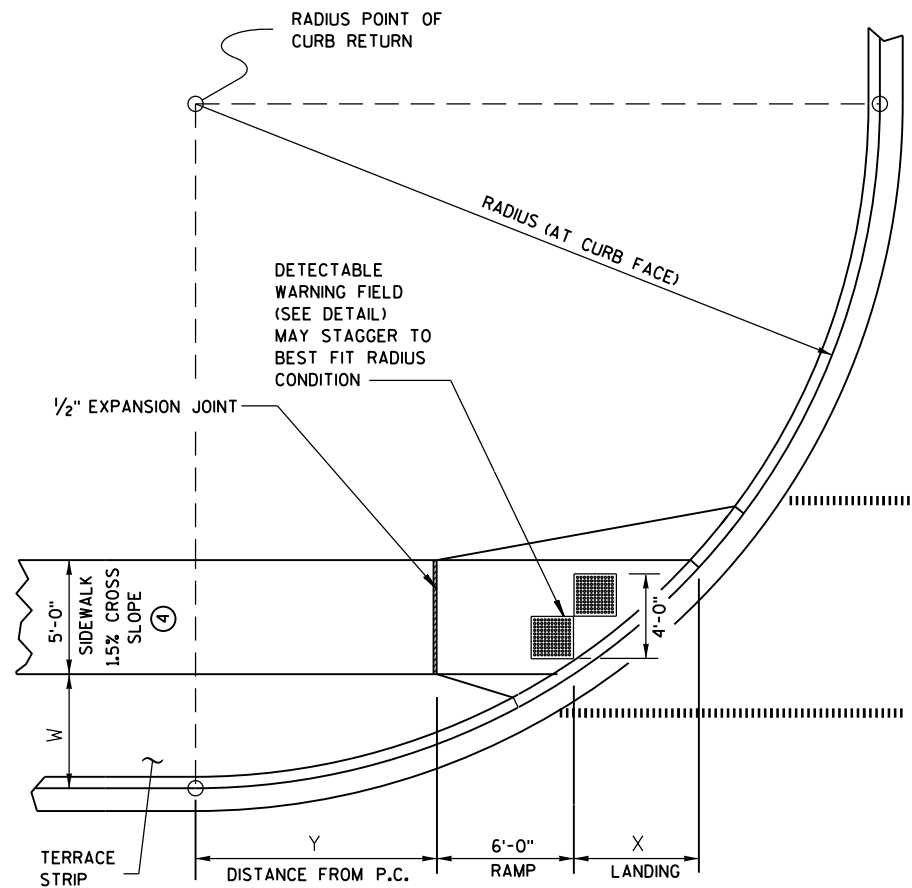 RADIUS POINT OF
CURB RETURN
RADIUS (AT CURB FACE)
DETECTABLE
WARNING FIELD
(SEE DETAIL)
MAY STAGGER TO
BEST FIT RADIUS
CONDITION
1/2" EXPANSION JOINT
5'-0"
SIDEWALK
1.5% CROSS
SLOPE
4
4'-0"
W
Y
DISTANCE FROM P.C.
6'-0"
RAMP
X
LANDING
TERRACE
STRIP